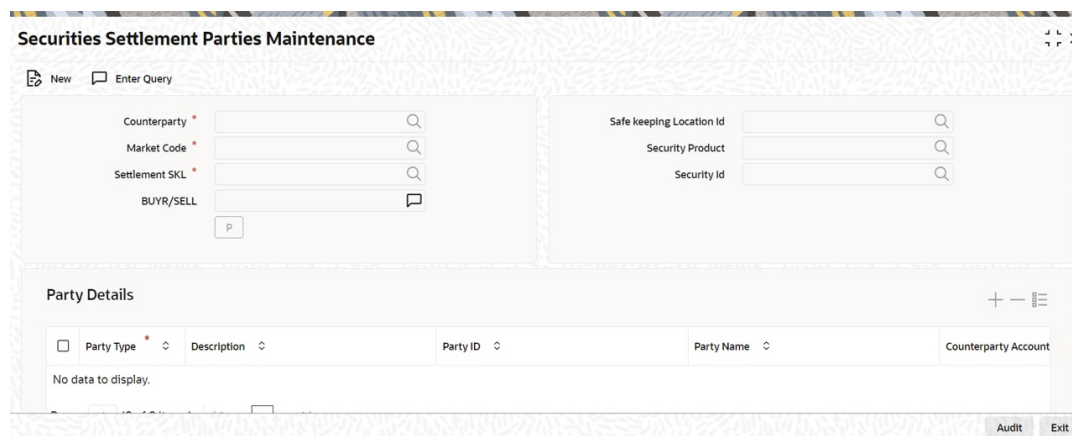 Securities Settlement Parties Maintenance
New Enter Query
Counterparty *
Market Code *
Settlement SKL *
BUYR/SELL
P
Safe keeping Location Id
Security Product
Security Id
Party Details
Party Type * Description Party ID Party Name Counterparty Account
No data to display.
Audit Exit